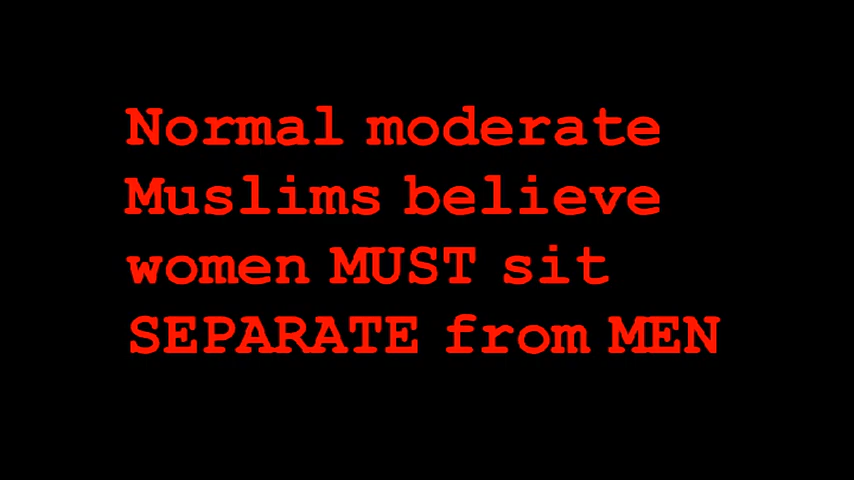 Normal moderate
Muslims believe
women MUST sit
SEPARATE from MEN